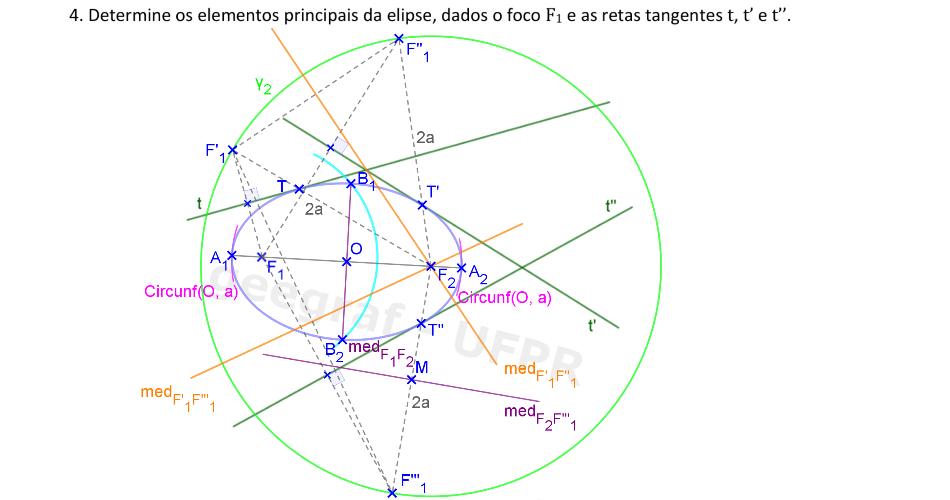 4. Determine os elementos principais da elipse, dados o foco F₁ e as retas tangentes t, t’ e t”.
F"₁
γ₂
2a
F'₁
T
B₁
T'
t
2a
t"
O
A₁
F₁
F₂
A₂
Circunf(O, a)
Circunf(O, a)
geegraf UFPR
T"
t'
B₂
med F₁F₂
M
med F'₁F"₁
med F'₁F"'₁
2a
med F₂F"'₁
F"'₁